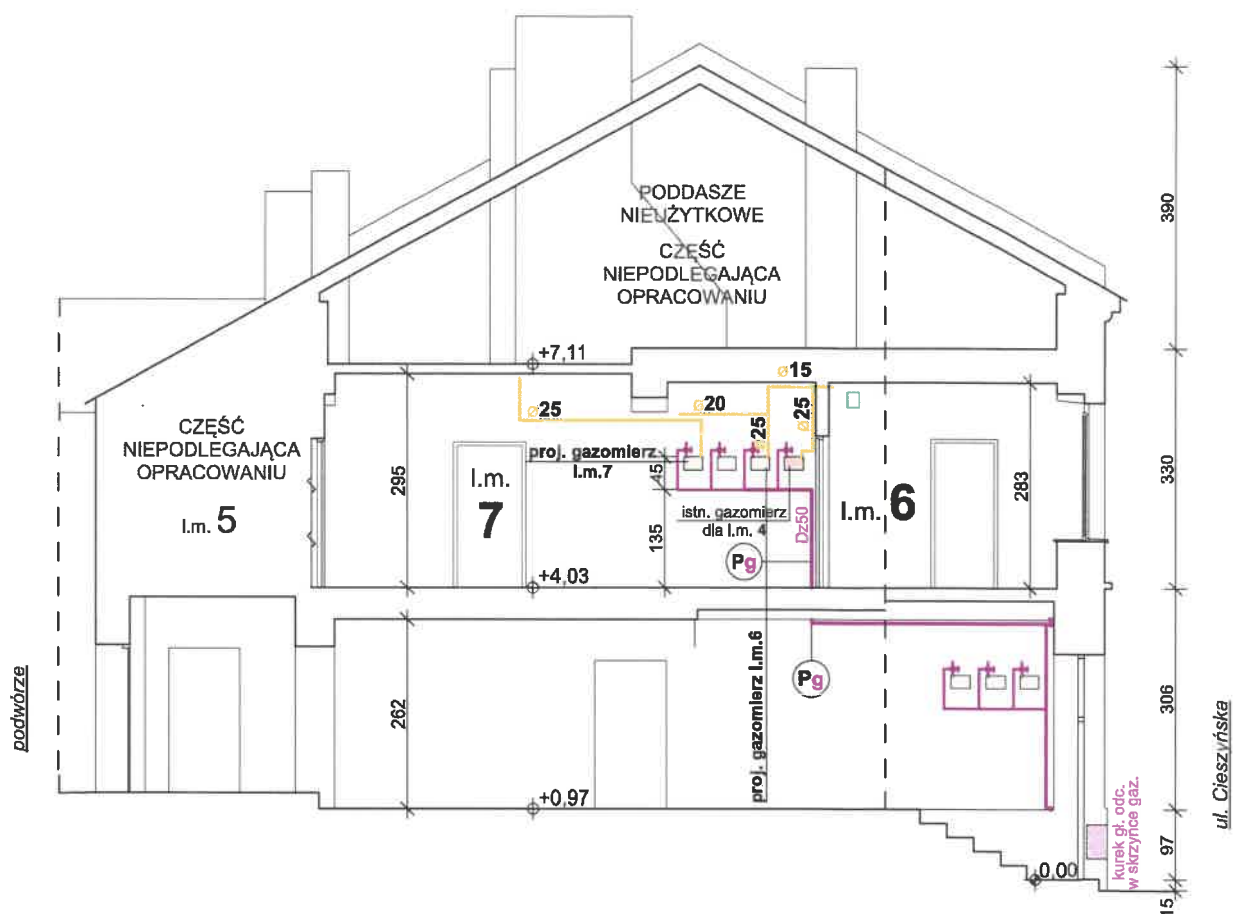 PODDASZE
NIEUŻYTKOWE
CZĘŚĆ
NIEPODLEGAJĄCA
OPRACOWANIU
390
+7,11
ø15
ø25
ø20
ø25
ø25
CZĘŚĆ
NIEPODLEGAJĄCA
OPRACOWANIU
l.m. 5
295
l.m.
7
proj. gazomierz
l.m.7
45
135
istn. gazomierz
dla l.m. 4
Dz50
Pg
l.m. 6
283
330
+4,03
podwórze
262
proj. gazomierz l.m.6
Pg
306
ul. Cieszyńska
+0,97
kurek gł. odc.
w skrzyńce gaz.
97
0,00
15